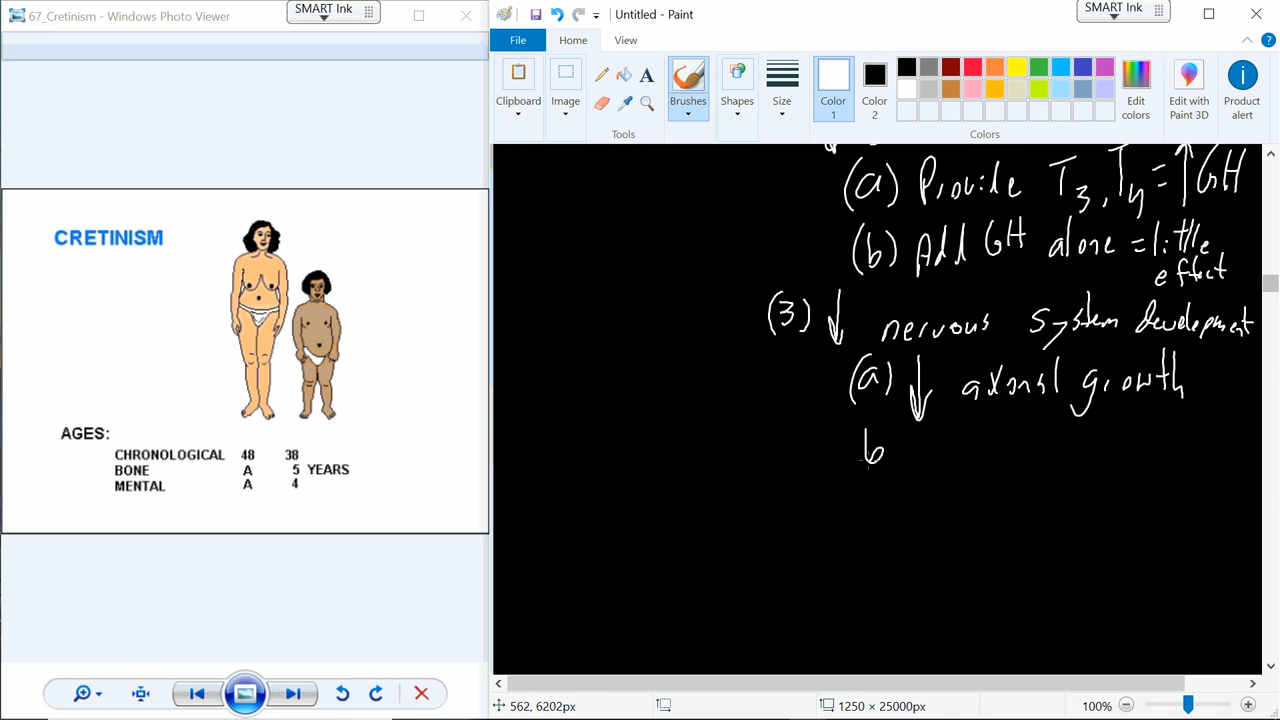 67_Cretinism - Windows Photo Viewer
SMART Ink
CRETINISM
AGES:
CHRONOLOGICAL 48 38
BONE A 5 YEARS
MENTAL A 4
Untitled - Paint
SMART Ink
File Home View
Clipboard
Image
Tools
Brushes
Shapes
Size
Color 1
Color 2
Edit colors
Edit with Paint 3D
Product alert
Colors
(a) Provide T3, T4 = ↑ GH
(b) Add GH alone = little effect
(3) ↓ nervous system development
(a) ↓ axonal growth
b
562, 6202px
1250 × 25000px
100%